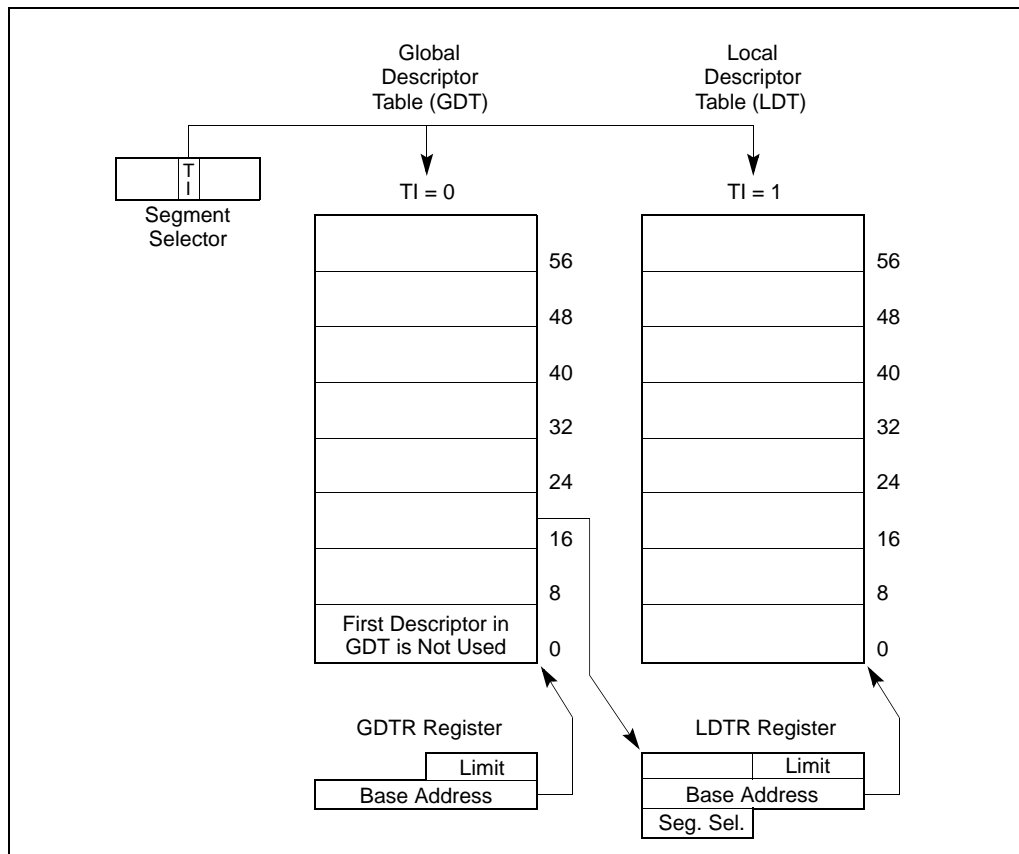 Global
Descriptor
Table (GDT)
Local
Descriptor
Table (LDT)
T
I
Segment
Selector
TI = 0
TI = 1
56
48
40
32
24
16
8
First Descriptor in
GDT is Not Used
0
56
48
40
32
24
16
8
0
GDTR Register
Limit
Base Address
LDTR Register
Limit
Base Address
Seg. Sel.